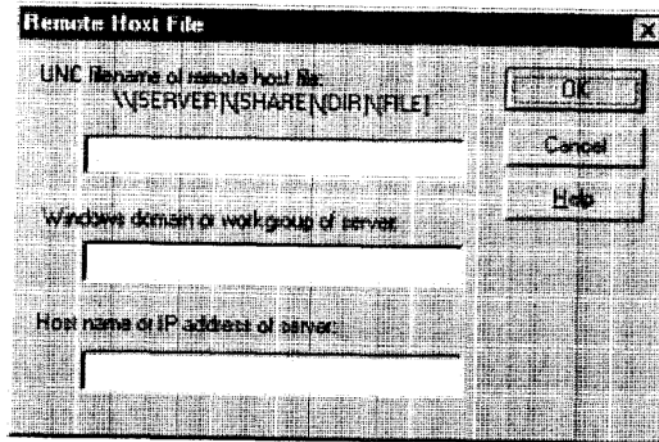 Remote Host File
UNC filename of remote host file:
\\[SERVER]\[SHARE]\[DIR]\[FILE]
OK
Cancel
Help
Windows domain or workgroup of server:
Host name or IP address of server: